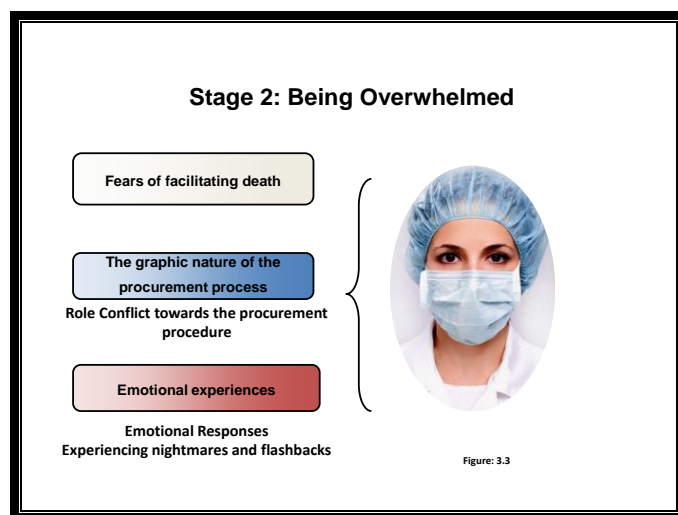 Stage 2: Being Overwhelmed
Fears of facilitating death
The graphic nature of the
procurement process
Role Conflict towards the procurement
procedure
Emotional experiences
Emotional Responses
Experiencing nightmares and flashbacks
Figure: 3.3